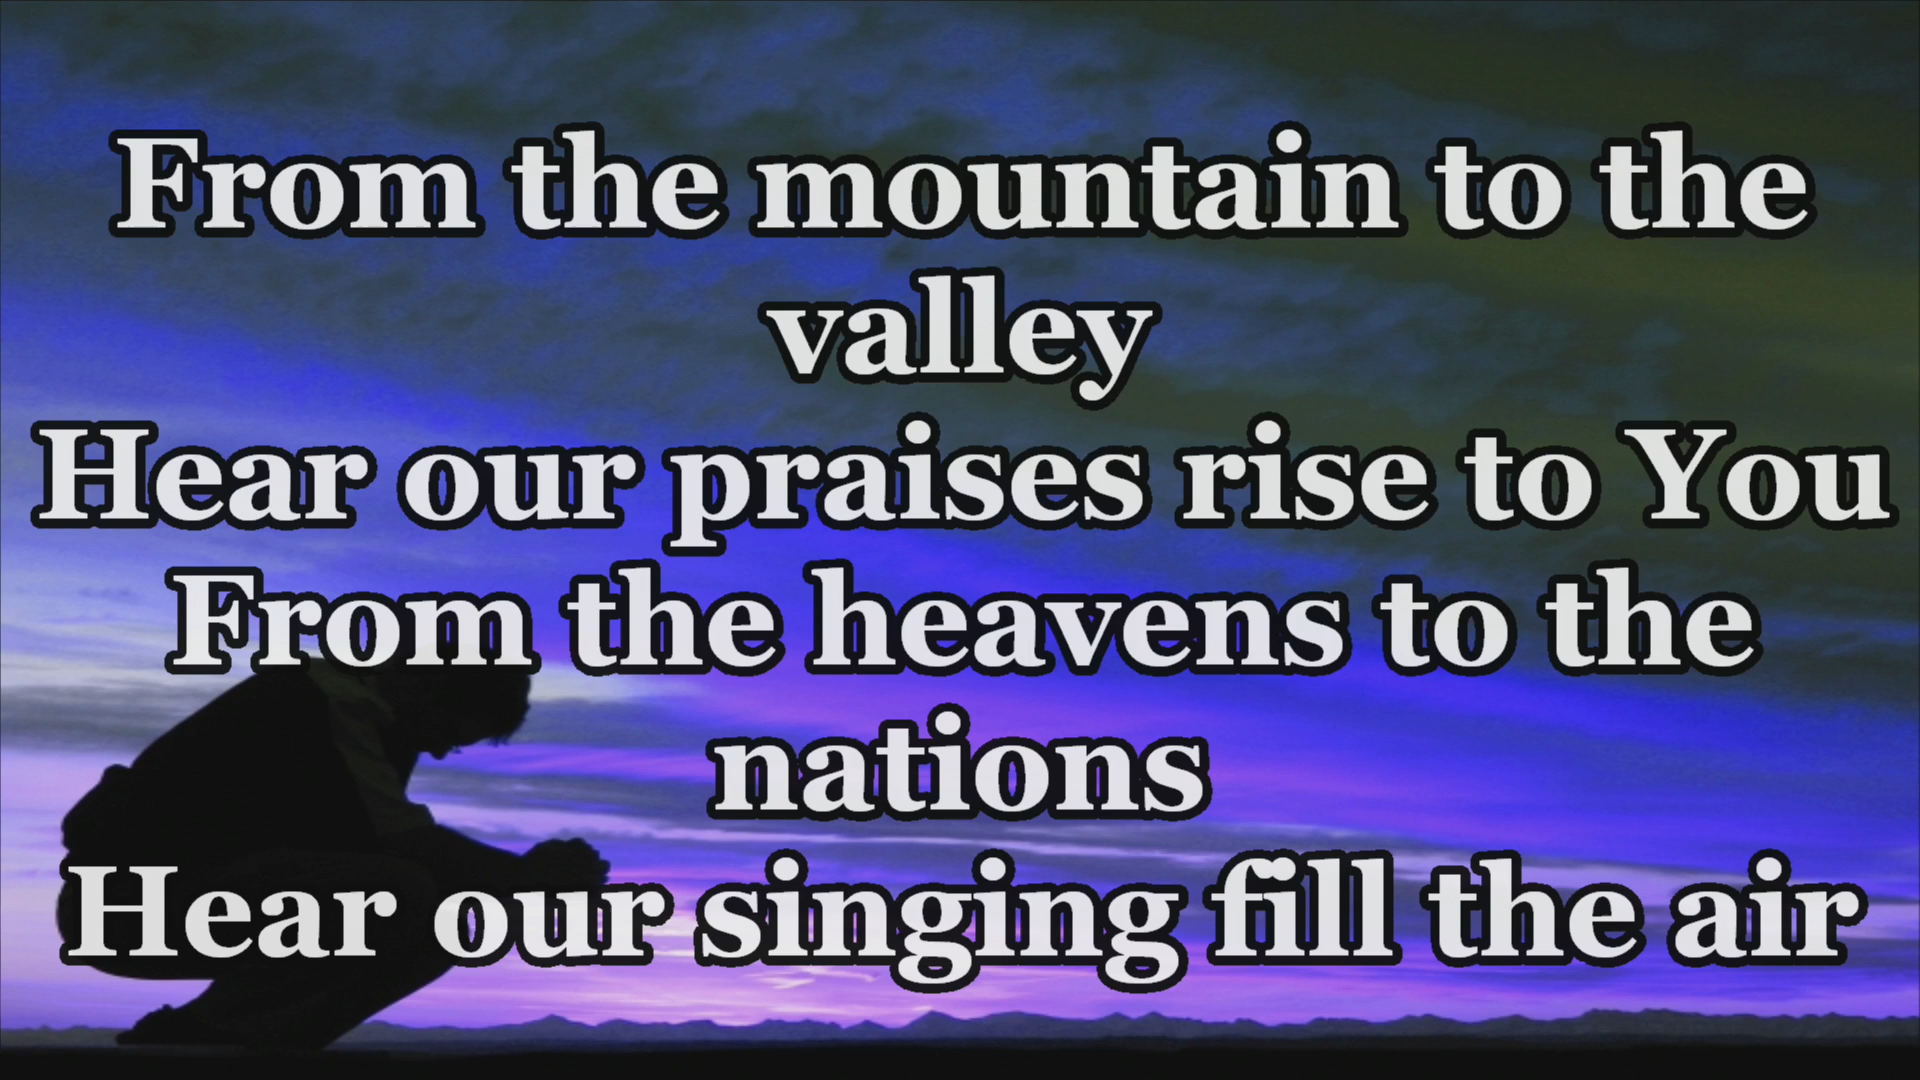 From the mountain to the
valley
Hear our praises rise to You
From the heavens to the
nations
Hear our singing fill the air